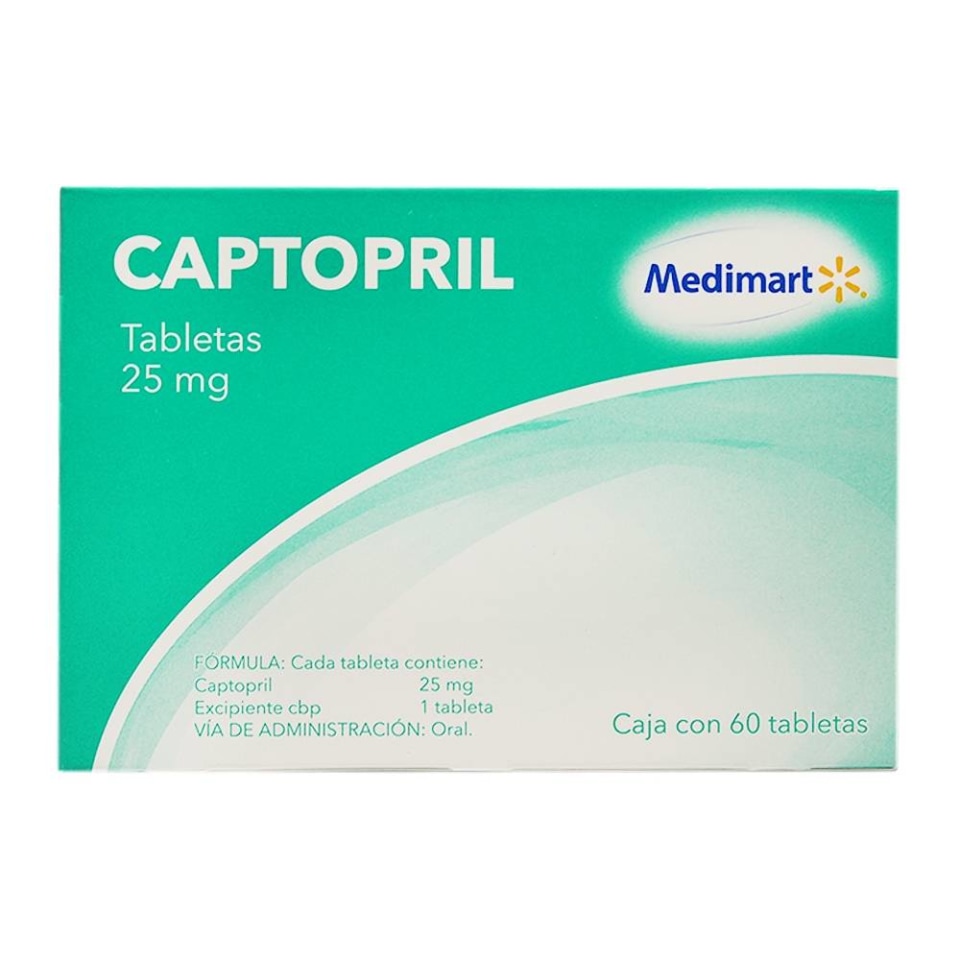 CAPTOPRIL
Medimart
Tabletas
25 mg
FÓRMULA: Cada tableta contiene:
Captopril 25 mg
Excipiente cbp 1 tableta
VÍA DE ADMINISTRACIÓN: Oral.
Caja con 60 tabletas